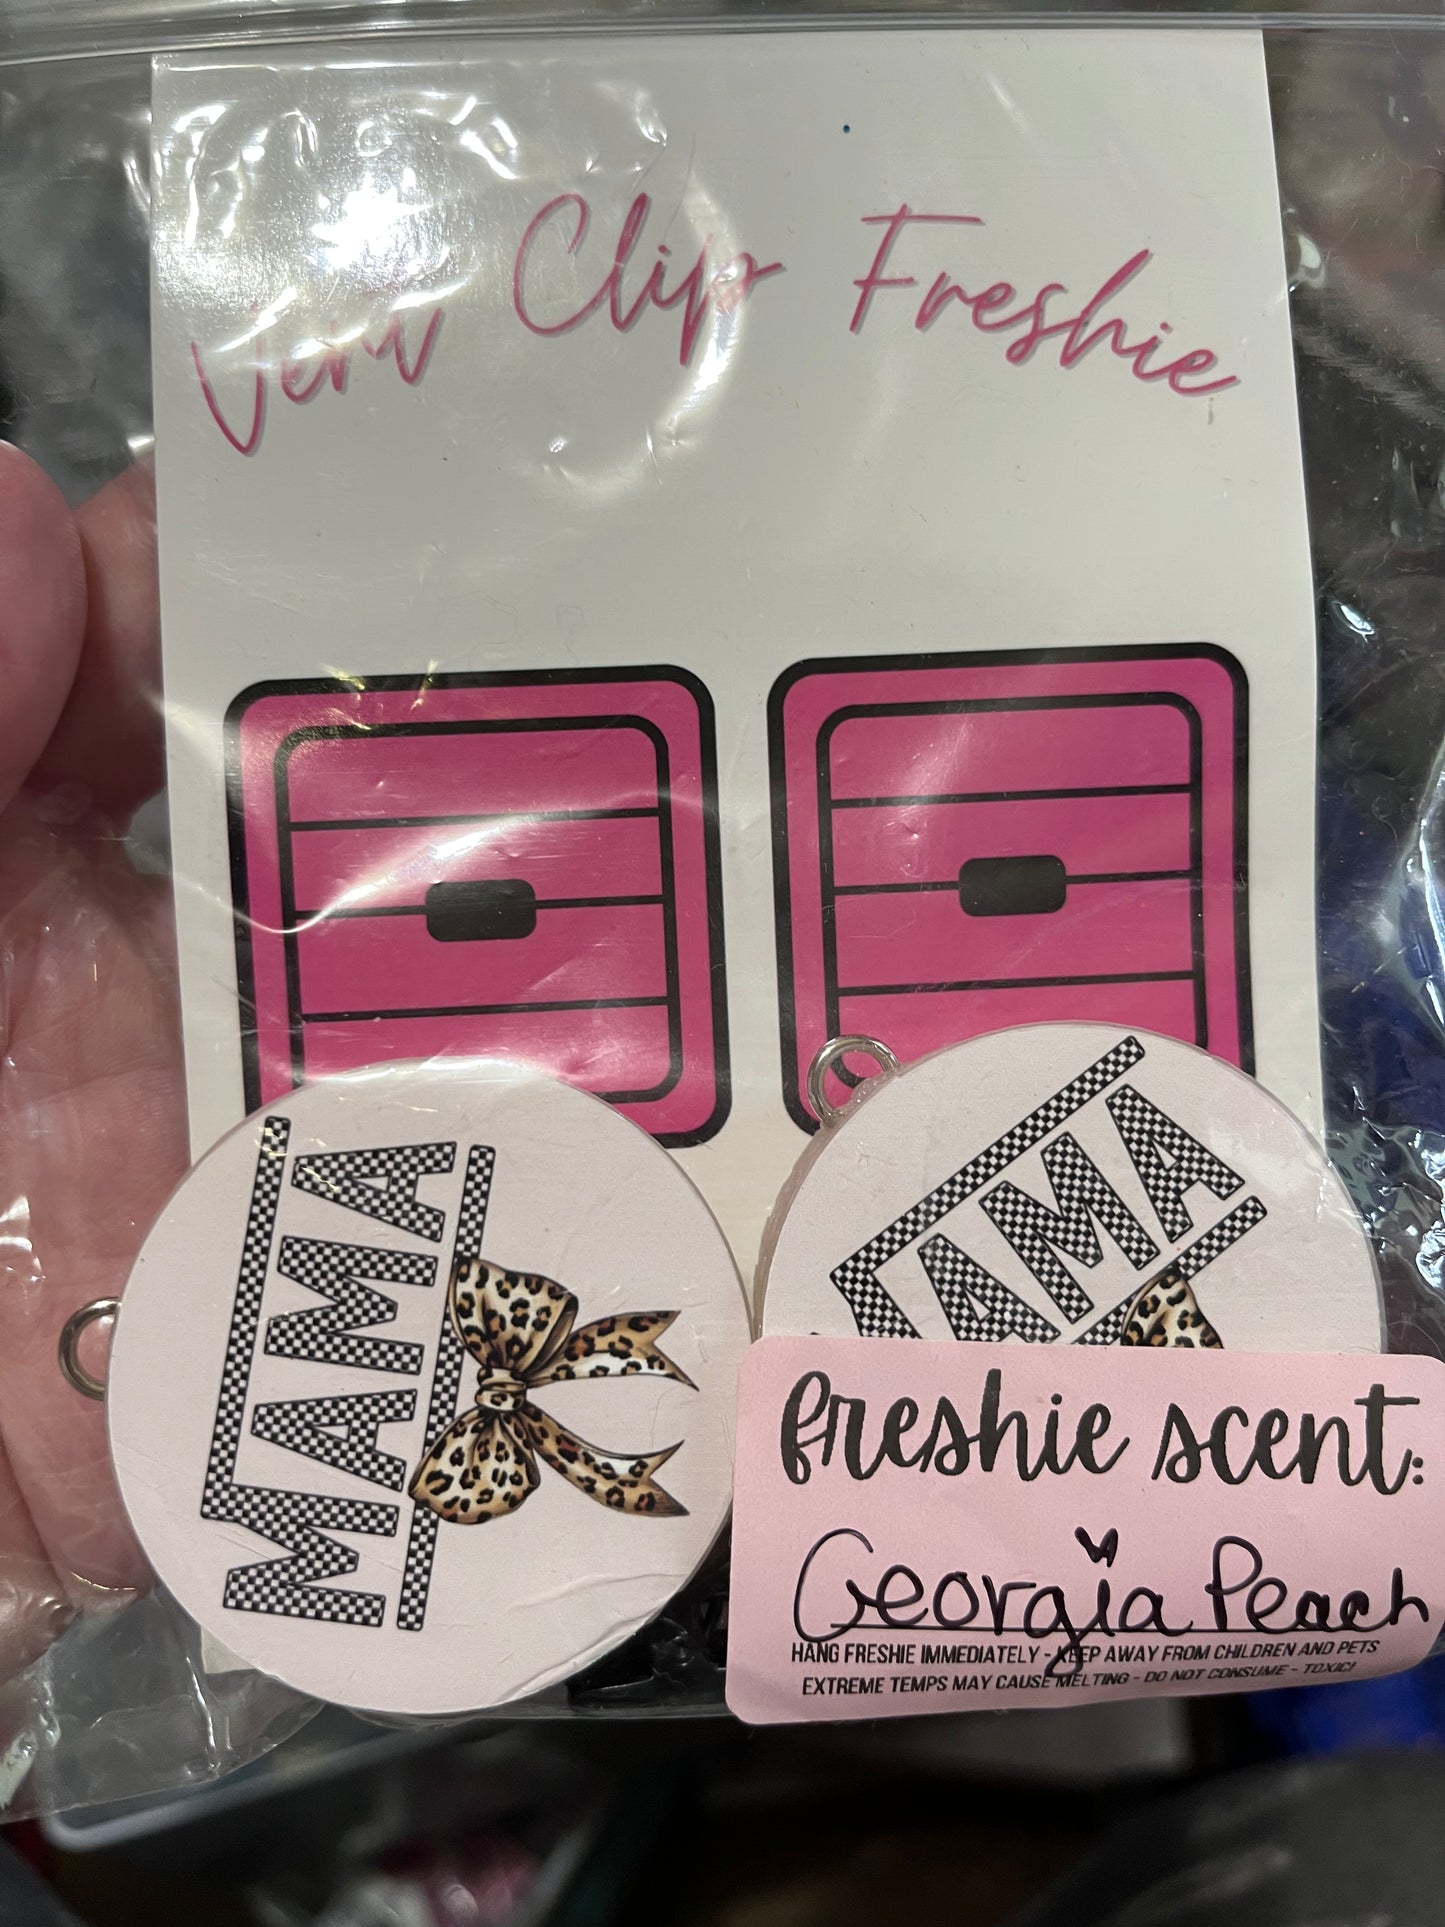 Vent Clip Freshie
MAMA
AMA
freshie scent:
Georgia Peach
HANG FRESHIE IMMEDIATELY - KEEP AWAY FROM CHILDREN AND PETS
EXTREME TEMPS MAY CAUSE MELTING - DO NOT CONSUME - TOXIC!